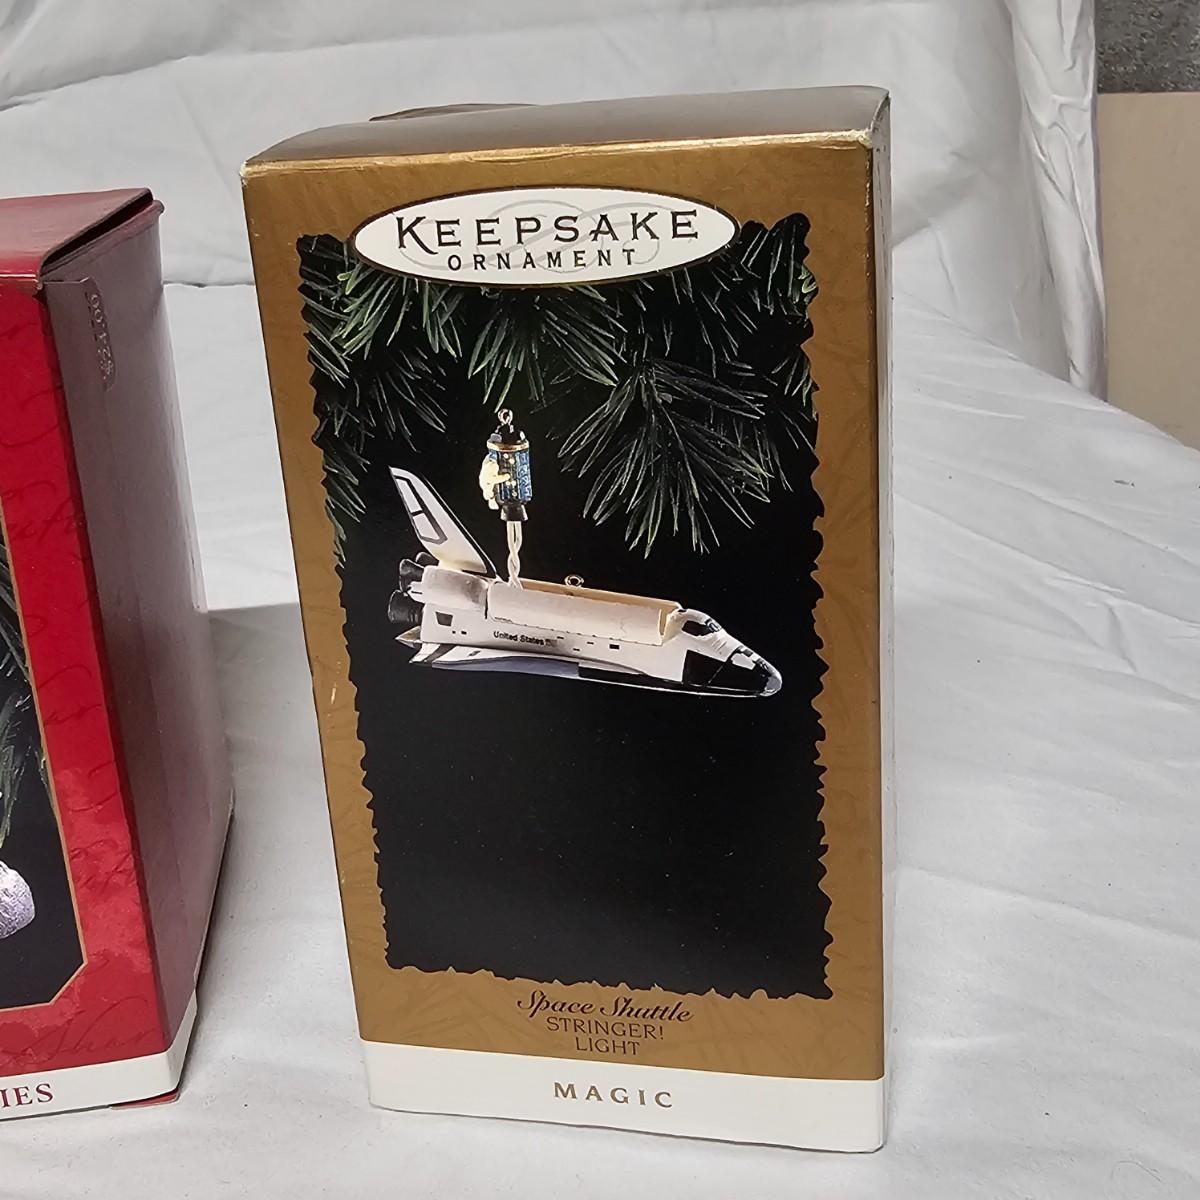 KEEPSAKE
ORNAMENT
United States
Space Shuttle
STRINGER!
LIGHT
MAGIC
IES